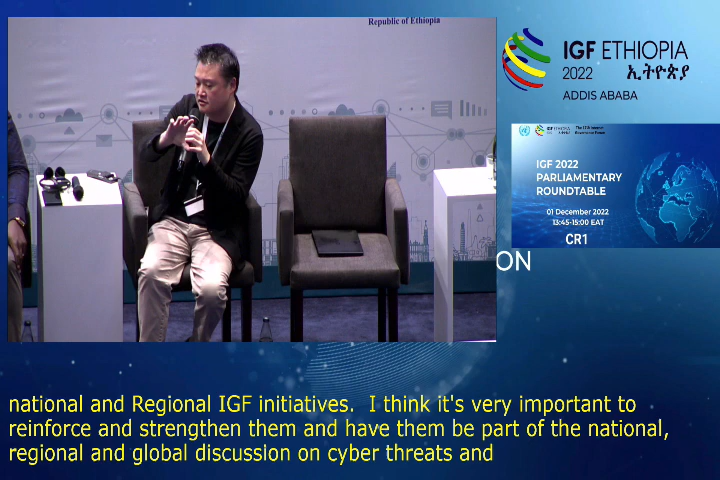 Republic of Ethiopia
IGF ETHIOPIA
2022 ኢትዮጵያ
ADDIS ABABA
IGF 2022
PARLIAMENTARY
ROUNDTABLE
01 December 2022
13:45-15:00 EAT
CR1
ON
national and Regional IGF initiatives. I think it's very important to
reinforce and strengthen them and have them be part of the national,
regional and global discussion on cyber threats and